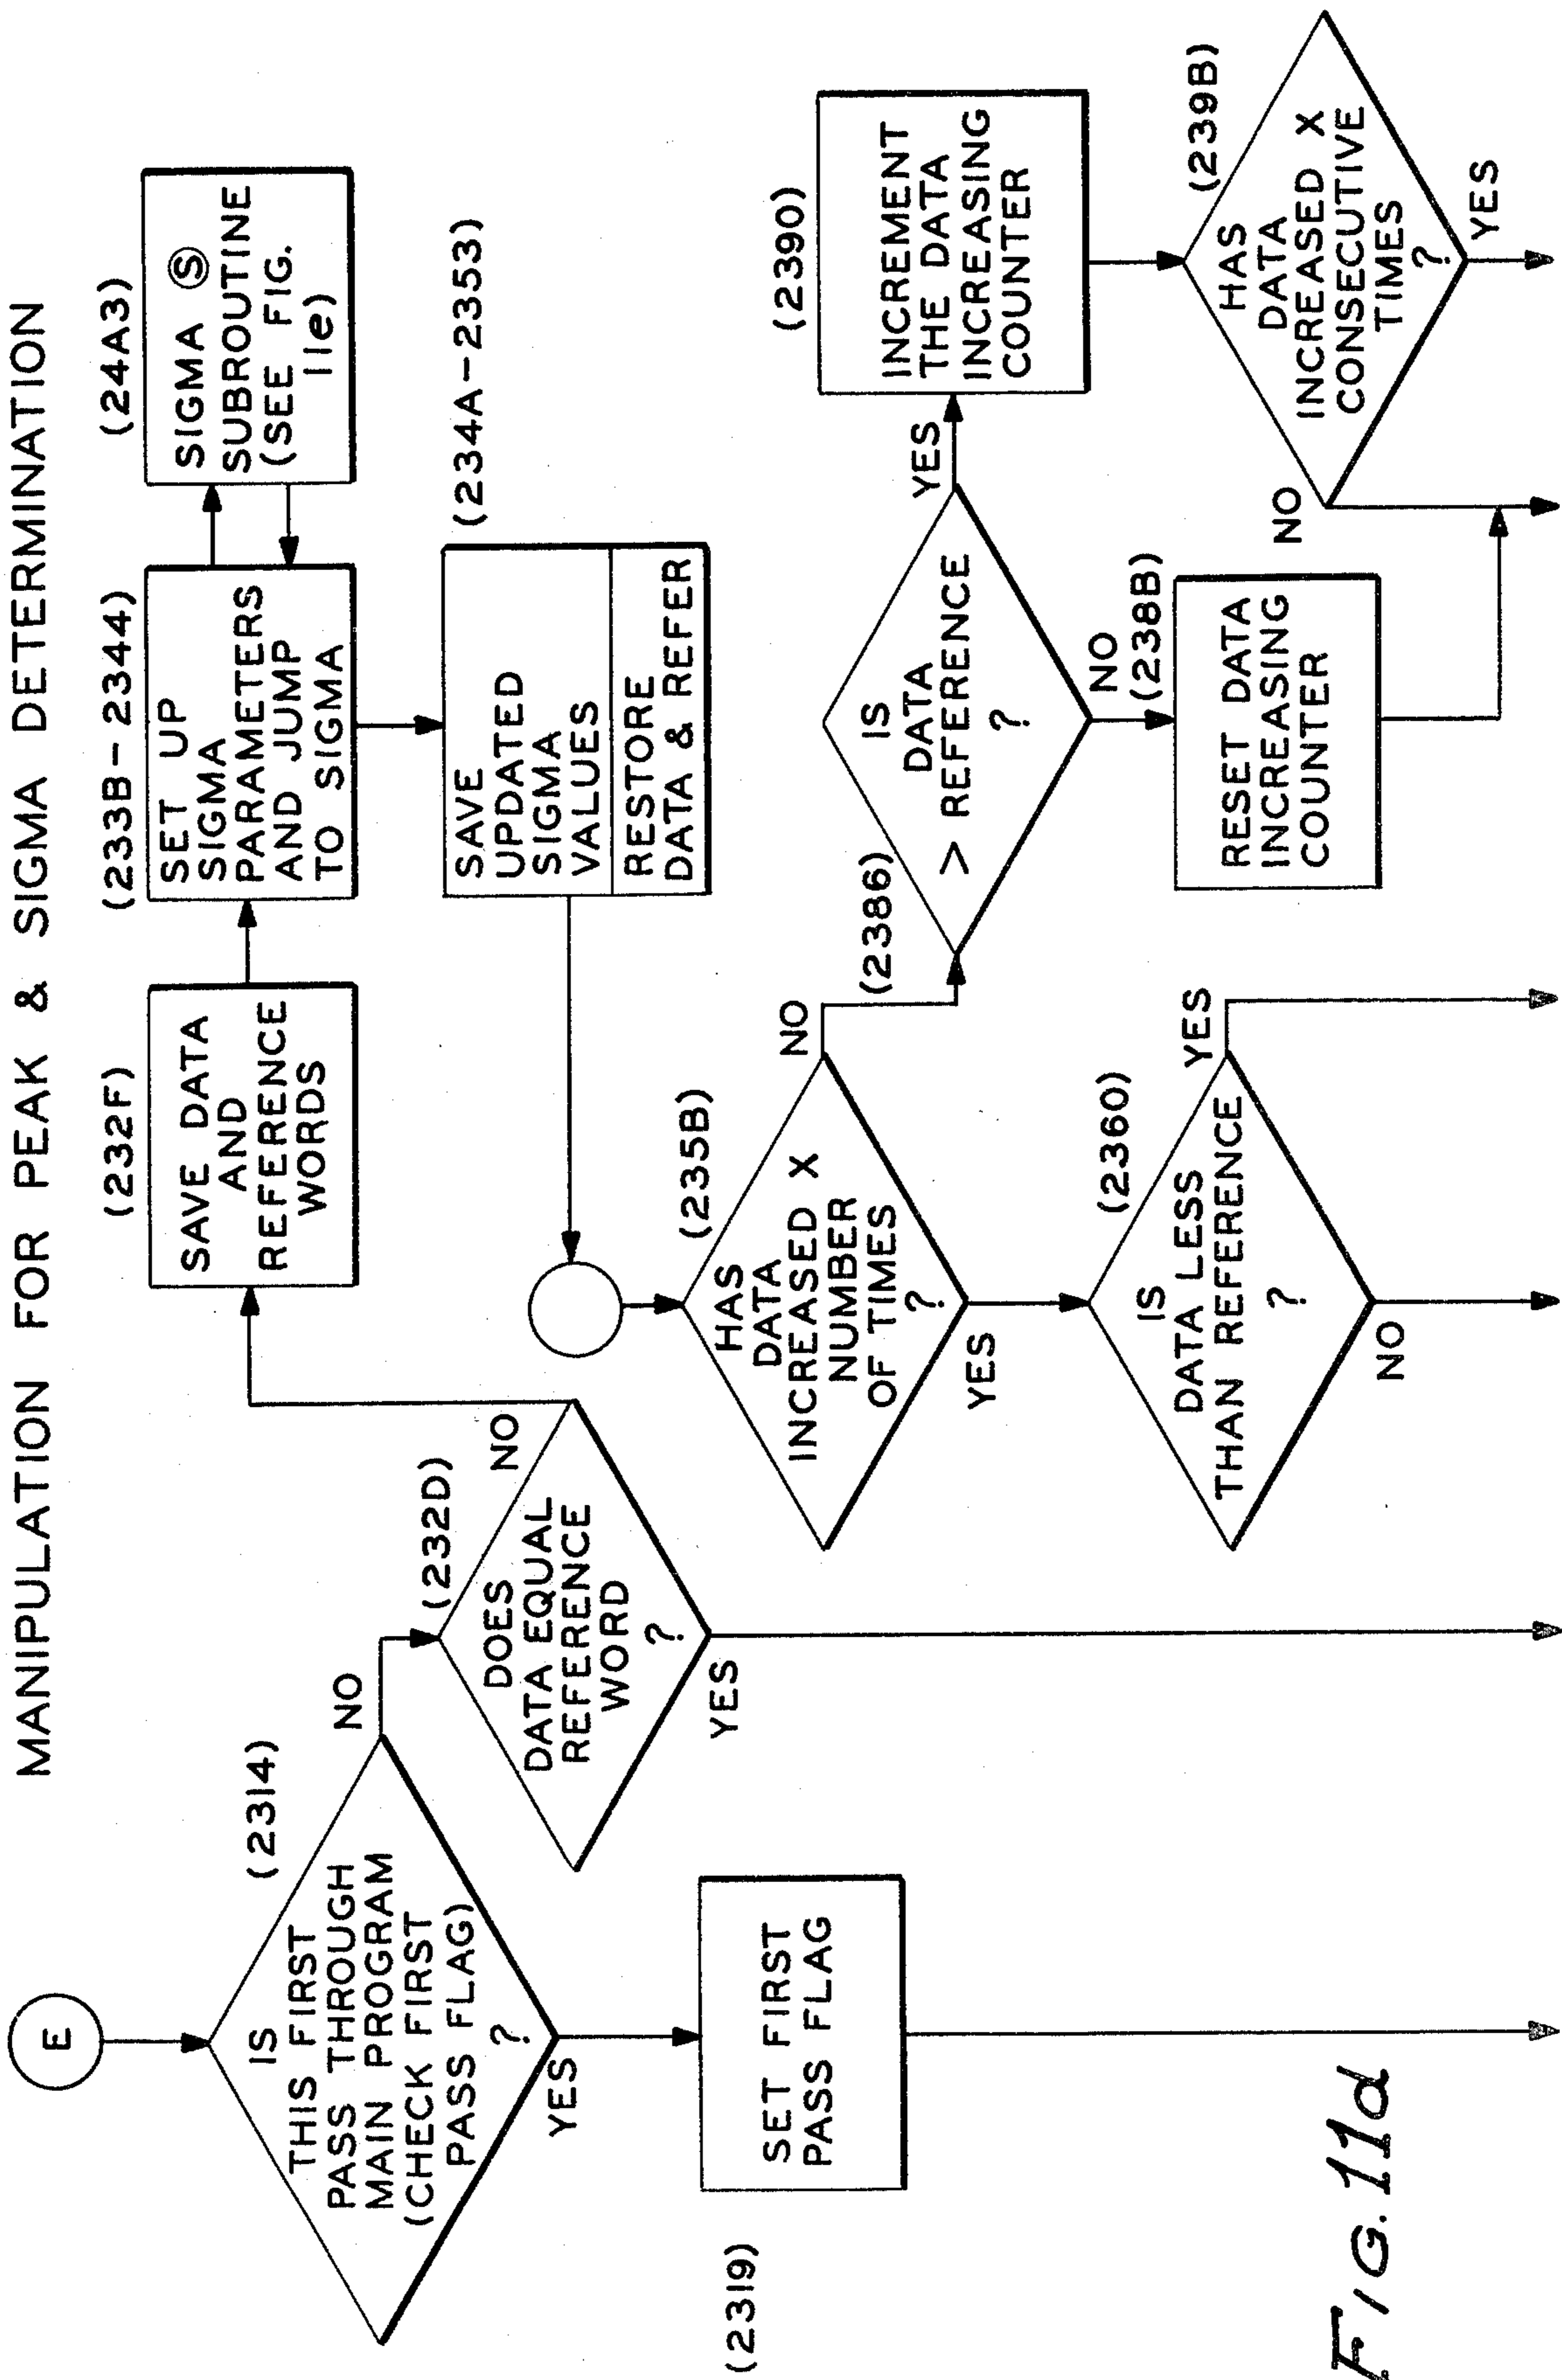 MANIPULATION FOR PEAK & SIGMA DETERMINATION
E
(2314)
IS
THIS FIRST
PASS THROUGH
MAIN PROGRAM
(CHECK FIRST
PASS FLAG)
?
NO
YES
(2319)
SET FIRST
PASS FLAG
(232D)
DOES
DATA EQUAL
REFERENCE
WORD
?
NO
YES
(232F)
SAVE DATA
AND
REFERENCE
WORDS
(233B-2344)
SET UP
SIGMA
PARAMETERS
AND JUMP
TO SIGMA
(24A3)
SIGMA Ⓢ
SUBROUTINE
(SEE FIG.
11e)
(234A-2353)
SAVE
UPDATED
SIGMA
VALUES
RESTORE
DATA & REFER
(235B)
HAS
DATA
INCREASED X
NUMBER
OF TIMES
?
NO
YES
(2360)
IS
DATA LESS
THAN REFERENCE
?
YES
NO
(2386)
IS
DATA
> REFERENCE
?
YES
NO
(238B)
RESET DATA
INCREASING
COUNTER
(2390)
INCREMENT
THE DATA
INCREASING
COUNTER
(239B)
HAS
DATA
INCREASED X
CONSECUTIVE
TIMES
?
NO
YES
FIG. 11d